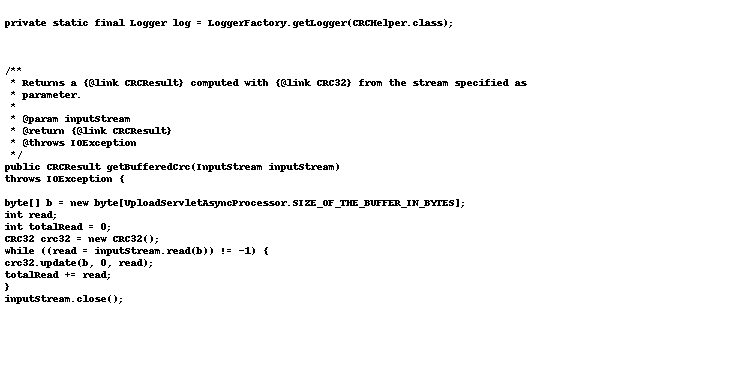 private static final Logger log = LoggerFactory.getLogger(CRCHelper.class);
/**
* Returns a {@link CRCResult} computed with {@link CRC32} from the stream specified as
* parameter.
*
* @param inputStream
* @return {@link CRCResult}
* @throws IOException
*/
public CRCResult getBufferedCrc(InputStream inputStream)
throws IOException {
byte[] b = new byte[UploadServletAsyncProcessor.SIZE_OF_THE_BUFFER_IN_BYTES];
int read;
int totalRead = 0;
CRC32 crc32 = new CRC32();
while ((read = inputStream.read(b)) != -1) {
crc32.update(b, 0, read);
totalRead += read;
}
inputStream.close();